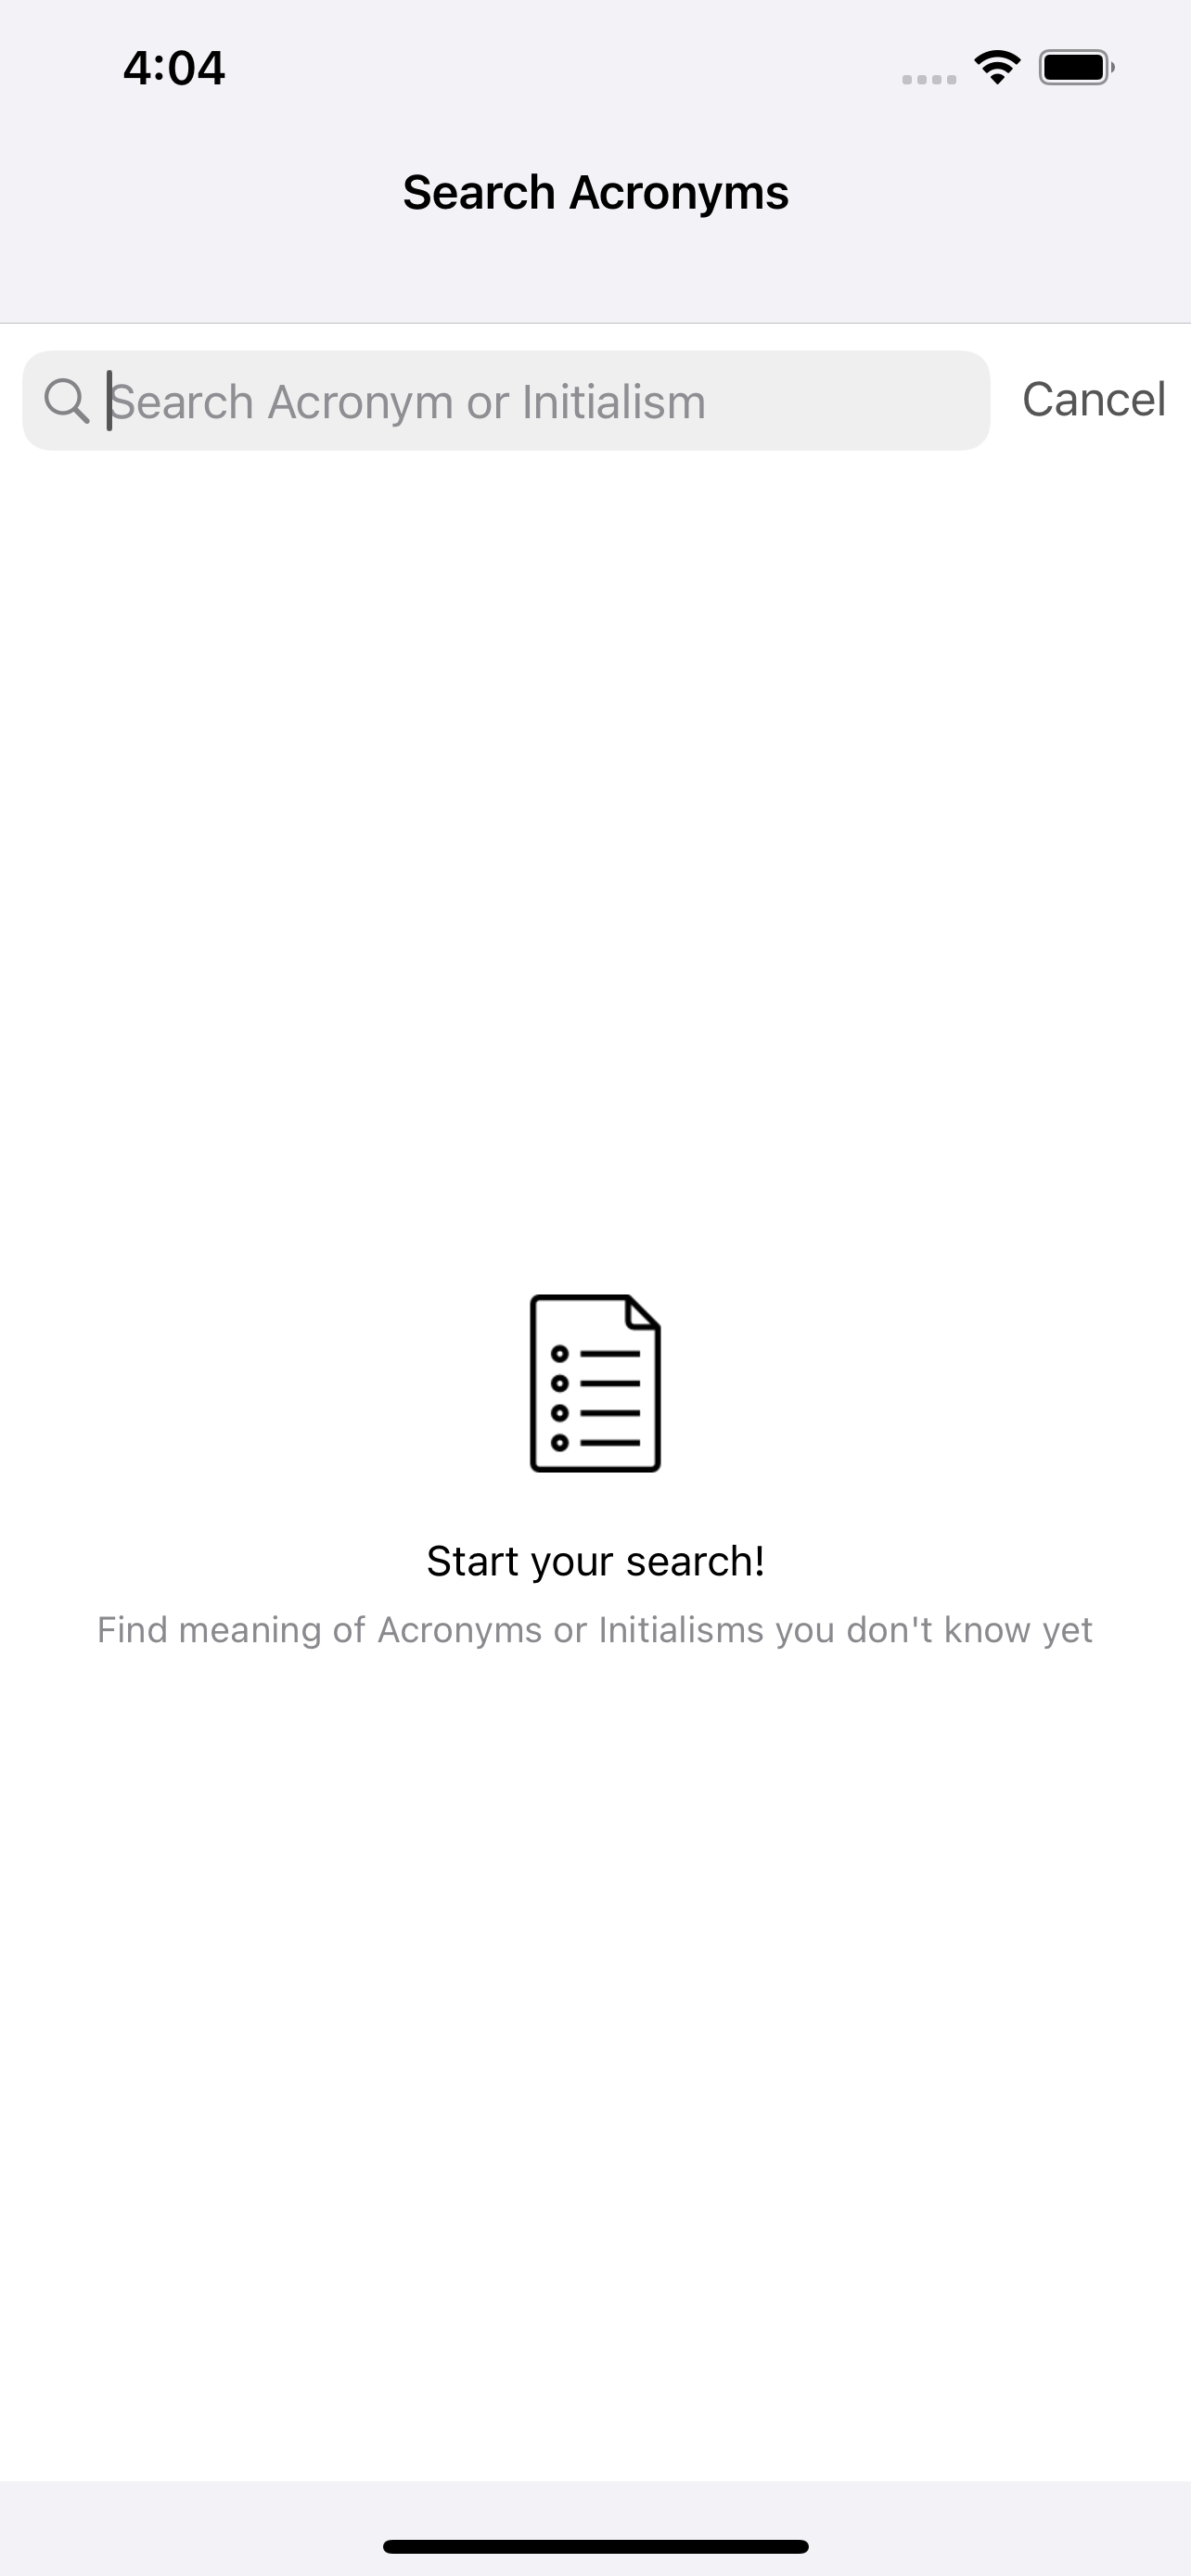 4:04
Search Acronyms
Search Acronym or Initialism
Cancel
Start your search!
Find meaning of Acronyms or Initialisms you don't know yet